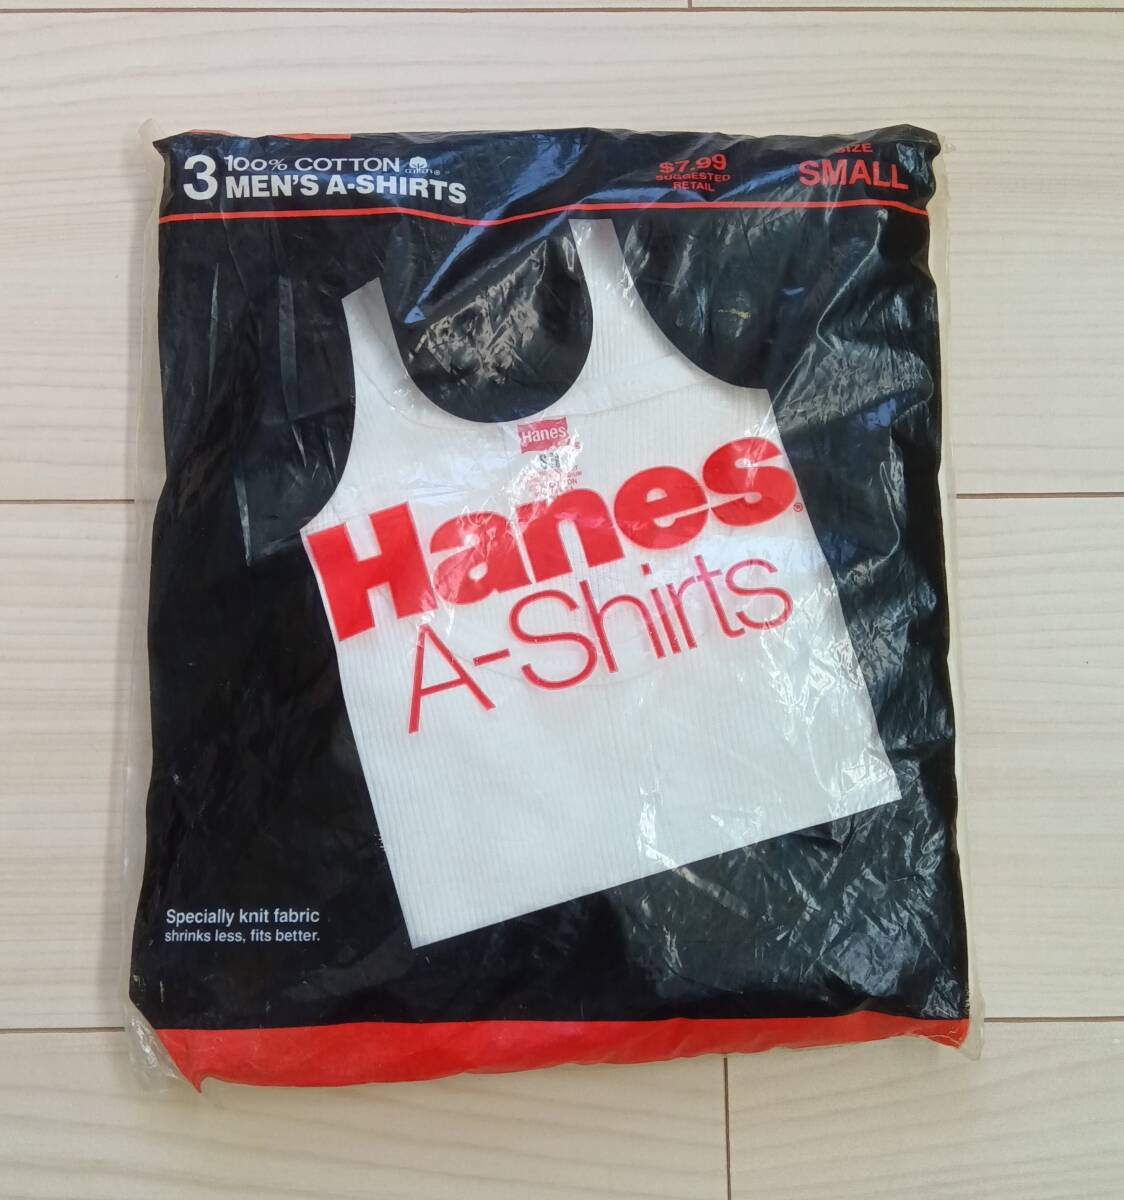 3 100% COTTON cotton®
MEN'S A-SHIRTS
$7.99
SUGGESTED
RETAIL
SIZE
SMALL
Hanes
Hanes®
A-Shirts
Specially knit fabric
shrinks less, fits better.